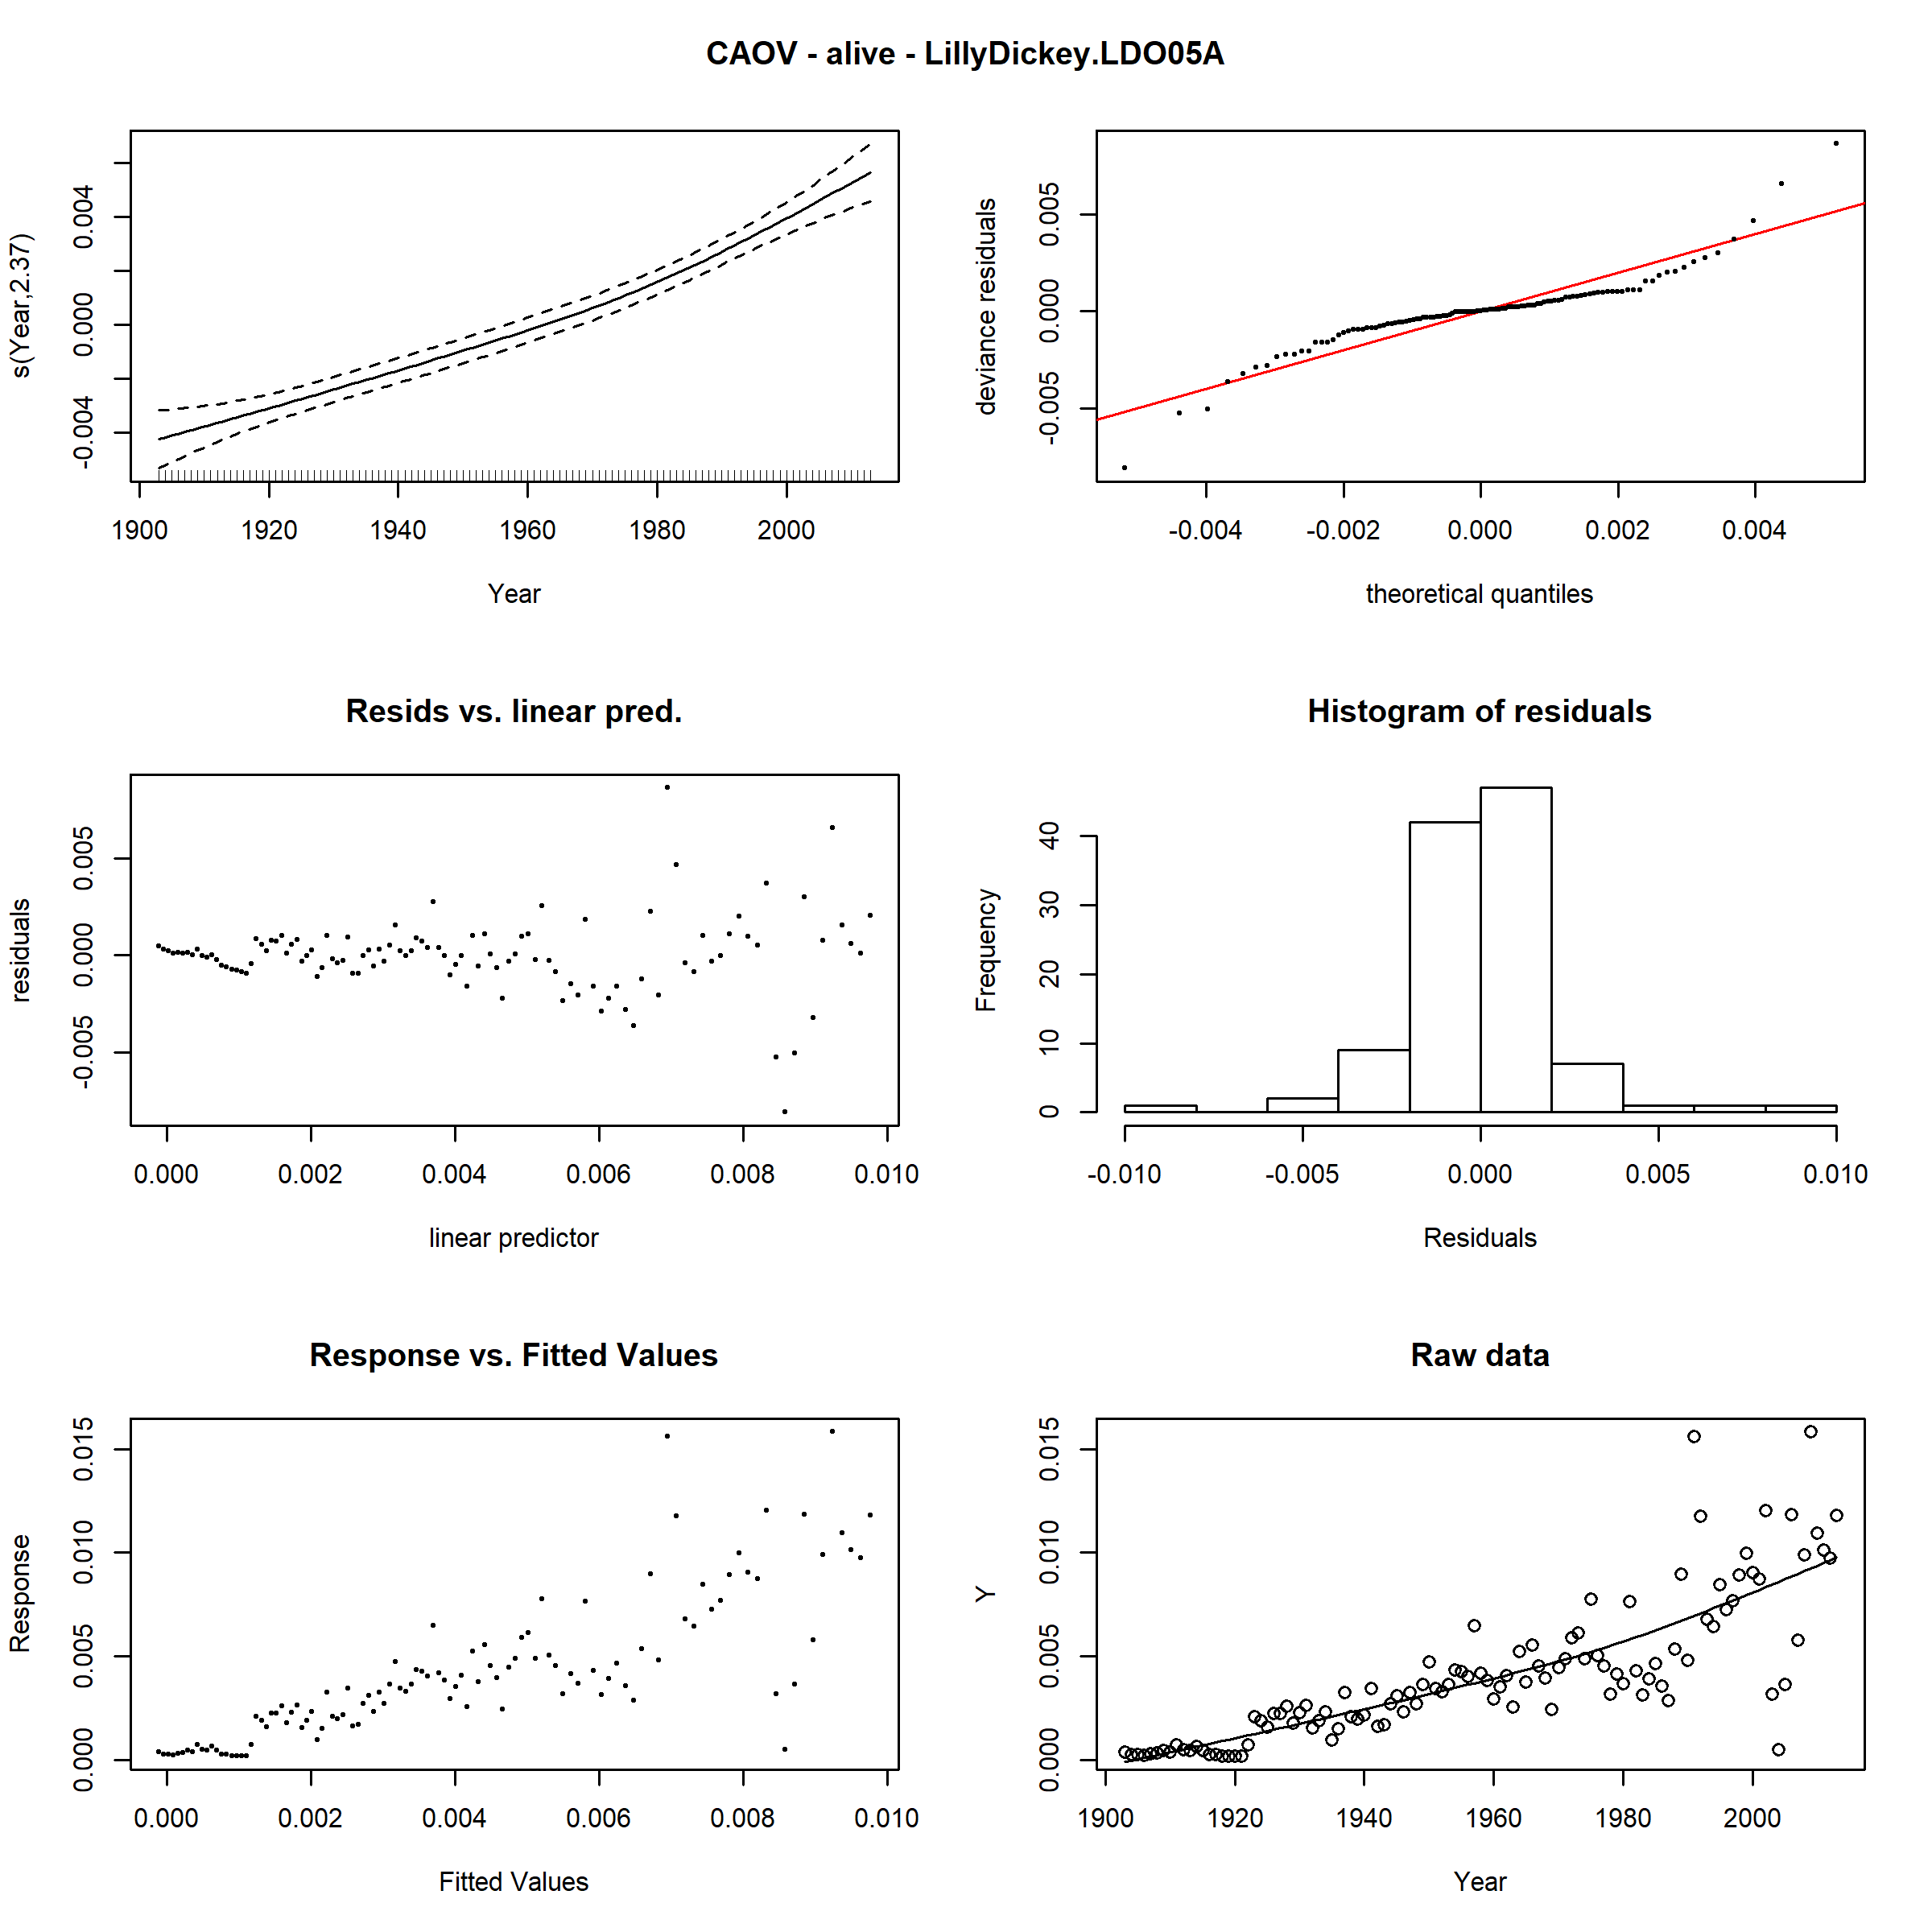 CAOV - alive - LillyDickey.LDO05A
s(Year,2.37)
-0.004 0.000 0.004
1900 1920 1940 1960 1980 2000
Year
deviance residuals
-0.005 0.000 0.005
-0.004 -0.002 0.000 0.002 0.004
theoretical quantiles
Resids vs. linear pred.
residuals
-0.005 0.000 0.005
0.000 0.002 0.004 0.006 0.008 0.010
linear predictor
Histogram of residuals
Frequency
0 10 20 30 40
-0.010 -0.005 0.000 0.005 0.010
Residuals
Response vs. Fitted Values
Response
0.000 0.005 0.010 0.015
0.000 0.002 0.004 0.006 0.008 0.010
Fitted Values
Raw data
Y
0.000 0.005 0.010 0.015
1900 1920 1940 1960 1980 2000
Year